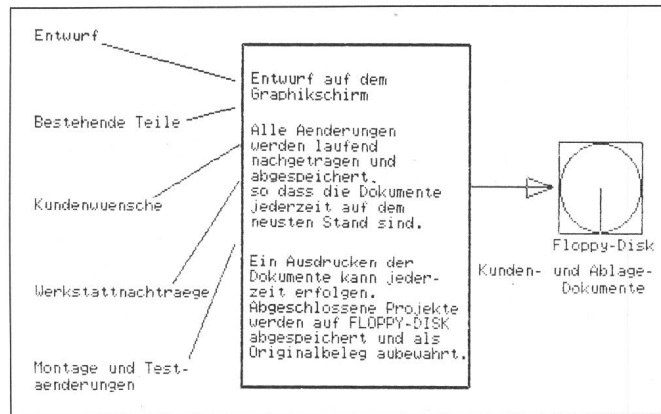 Entwurf
Bestehende Teile
Kundenwuensche
Werkstattnachtraege
Montage und Test-
aenderungen
Entwurf auf dem
Graphikschirm
Alle Aenderungen
werden laufend
nachgetragen und
abgespeichert,
so dass die Dokumente
jederzeit auf dem
neusten Stand sind.
Ein Ausdrucken der
Dokumente kann jeder-
zeit erfolgen.
Abgeschlossene Projekte
werden auf FLOPPY-DISK
abgespeichert und als
Originalbeleg aubewahrt.
Floppy-Disk
Kunden- und Ablage-
Dokumente